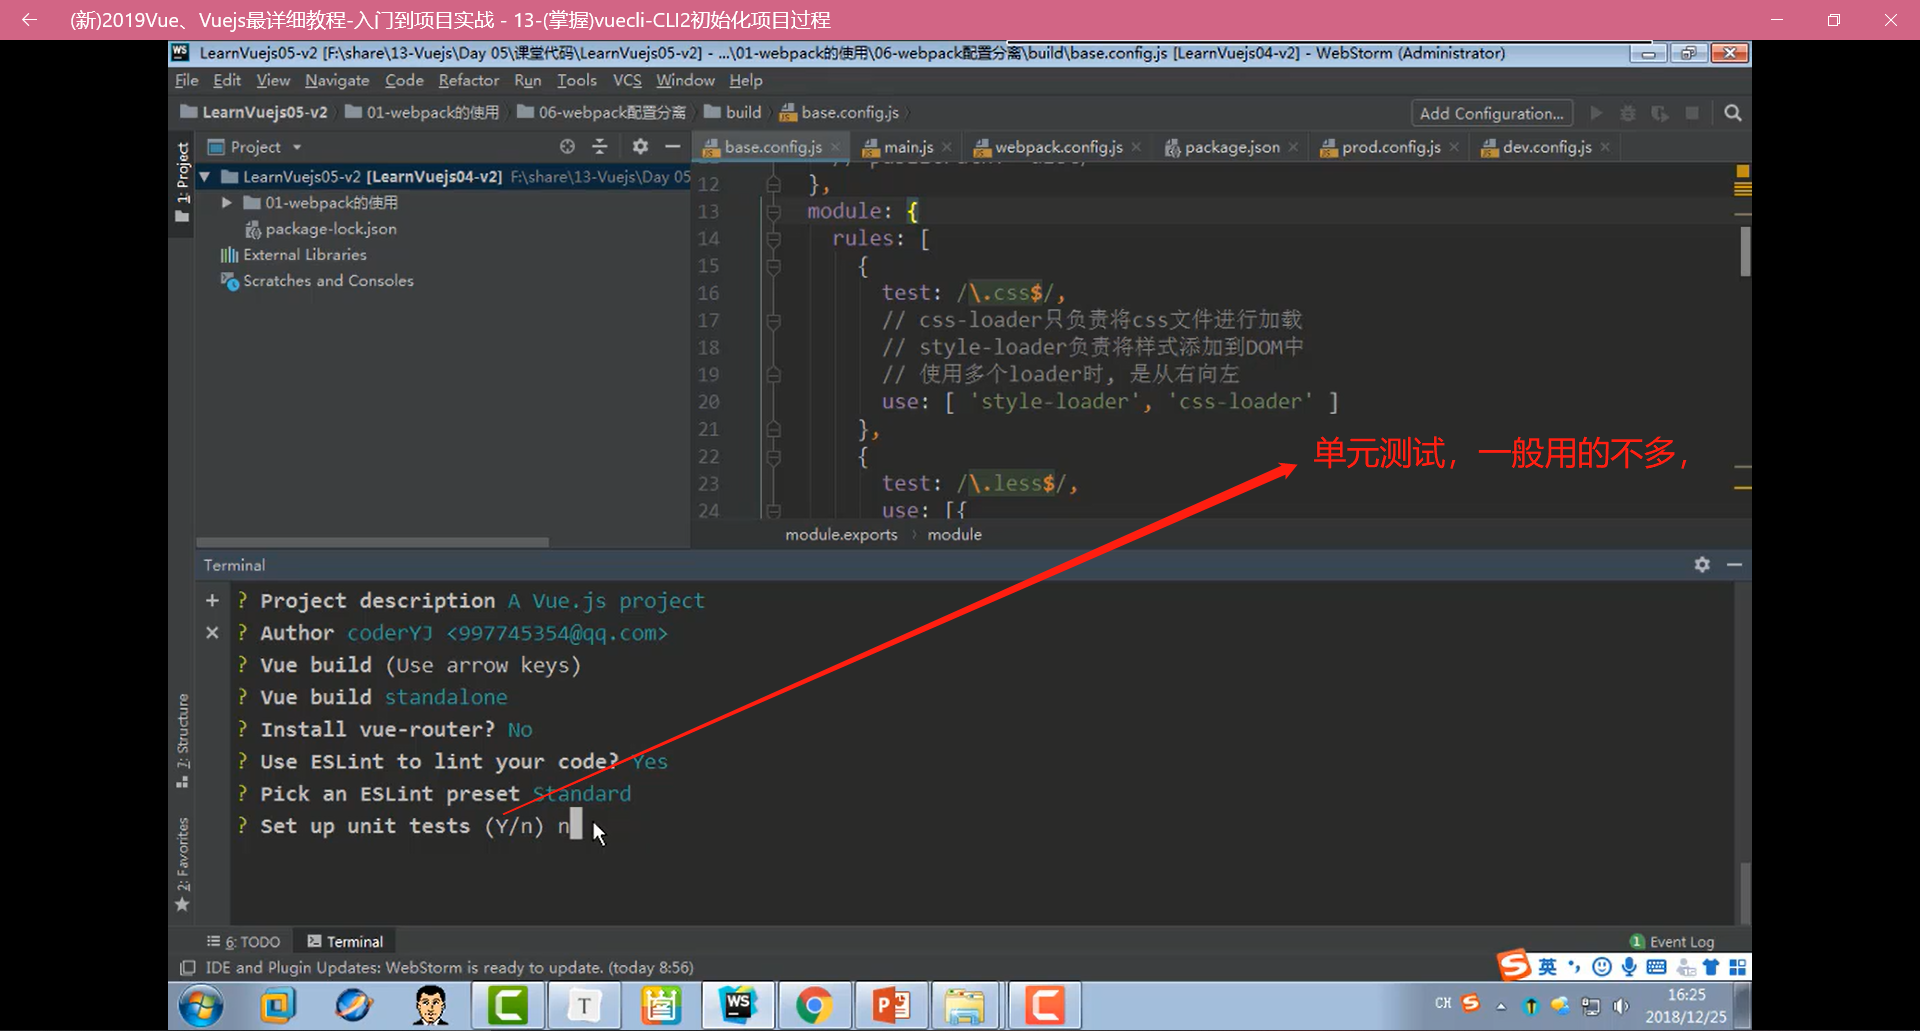 (新)2019Vue、Vuejs最详细教程-入门到项目实战 - 13-(掌握)vuecli-CLI2初始化项目过程
WS LearnVuejs05-v2 [F:\share\13-Vuejs\Day 05\课堂代码\LearnVuejs05-v2] - ...\01-webpack的使用\06-webpack配置分离\build\base.config.js [LearnVuejs04-v2] - WebStorm (Administrator)
File Edit View Navigate Code Refactor Run Tools VCS Window Help
LearnVuejs05-v2 01-webpack的使用 06-webpack配置分离 build base.config.js Add Configuration...
1: Project
Project
base.config.js main.js webpack.config.js package.json prod.config.js dev.config.js
LearnVuejs05-v2 [LearnVuejs04-v2] F:\share\13-Vuejs\Day 05
01-webpack的使用
package-lock.json
External Libraries
Scratches and Consoles
12 },
13 module: {
14 rules: [
15 {
16 test: /\.css$/,
17 // css-loader只负责将css文件进行加载
18 // style-loader负责将样式添加到DOM中
19 // 使用多个loader时, 是从右向左
20 use: [ 'style-loader', 'css-loader' ]
21 },
22 {
23 test: /\.less$/,
24 use: [{
单元测试，一般用的不多，
module.exports module
Terminal
? Project description A Vue.js project
? Author coderYJ <997745354@qq.com>
? Vue build (Use arrow keys)
? Vue build standalone
? Install vue-router? No
? Use ESLint to lint your code? Yes
? Pick an ESLint preset Standard
? Set up unit tests (Y/n) n
7: Structure
2: Favorites
6: TODO Terminal 1 Event Log
IDE and Plugin Updates: WebStorm is ready to update. (today 8:56)
英
T WS P
CH
16:25
2018/12/25